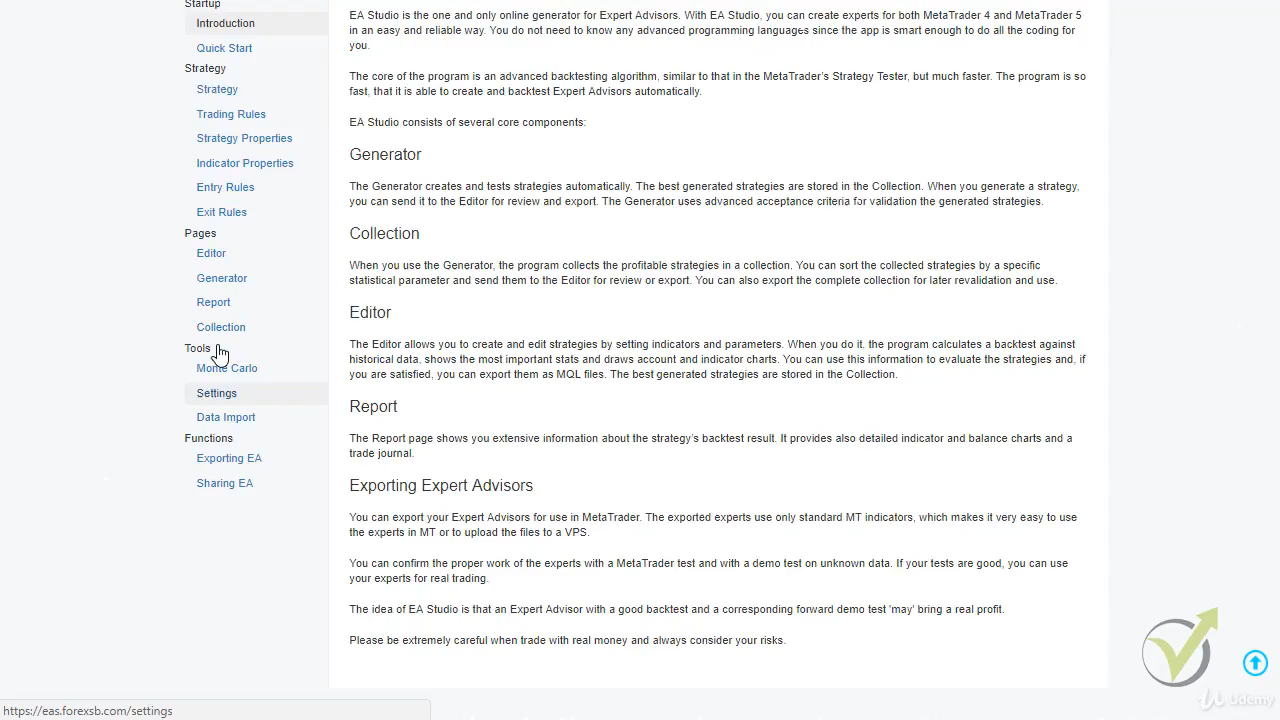 Startup
Introduction
Quick Start
Strategy
Strategy
Trading Rules
Strategy Properties
Indicator Properties
Entry Rules
Exit Rules
Pages
Editor
Generator
Report
Collection
Tools
Monte Carlo
Settings
Data Import
Functions
Exporting EA
Sharing EA
EA Studio is the one and only online generator for Expert Advisors. With EA Studio, you can create experts for both MetaTrader 4 and MetaTrader 5
in an easy and reliable way. You do not need to know any advanced programming languages since the app is smart enough to do all the coding for
you.
The core of the program is an advanced backtesting algorithm, similar to that in the MetaTrader's Strategy Tester, but much faster. The program is so
fast, that it is able to create and backtest Expert Advisors automatically.
EA Studio consists of several core components:
Generator
The Generator creates and tests strategies automatically. The best generated strategies are stored in the Collection. When you generate a strategy,
you can send it to the Editor for review and export. The Generator uses advanced acceptance criteria for validation the generated strategies.
Collection
When you use the Generator, the program collects the profitable strategies in a collection. You can sort the collected strategies by a specific
statistical parameter and send them to the Editor for review or export. You can also export the complete collection for later revalidation and use.
Editor
The Editor allows you to create and edit strategies by setting indicators and parameters. When you do it. the program calculates a backtest against
historical data, shows the most important stats and draws account and indicator charts. You can use this information to evaluate the strategies and, if
you are satisfied, you can export them as MQL files. The best generated strategies are stored in the Collection.
Report
The Report page shows you extensive information about the strategy's backtest result. It provides also detailed indicator and balance charts and a
trade journal.
Exporting Expert Advisors
You can export your Expert Advisors for use in MetaTrader. The exported experts use only standard MT indicators, which makes it very easy to use
the experts in MT or to upload the files to a VPS.
You can confirm the proper work of the experts with a MetaTrader test and with a demo test on unknown data. If your tests are good, you can use
your experts for real trading.
The idea of EA Studio is that an Expert Advisor with a good backtest and a corresponding forward demo test 'may' bring a real profit.
Please be extremely careful when trade with real money and always consider your risks.
https://eas.forexsb.com/settings
Udemy